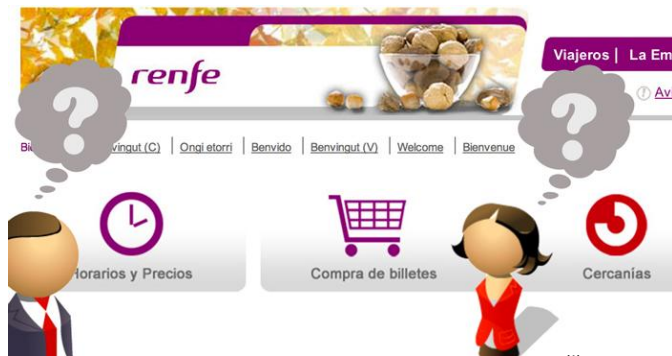 renfe
Viajeros | La Em
Av
?
?
Bi
vingut (C) | Ongi etorri | Benvido | Benvingut (V) | Welcome | Bienvenue
Horarios y Precios
Compra de billetes
Cercanías